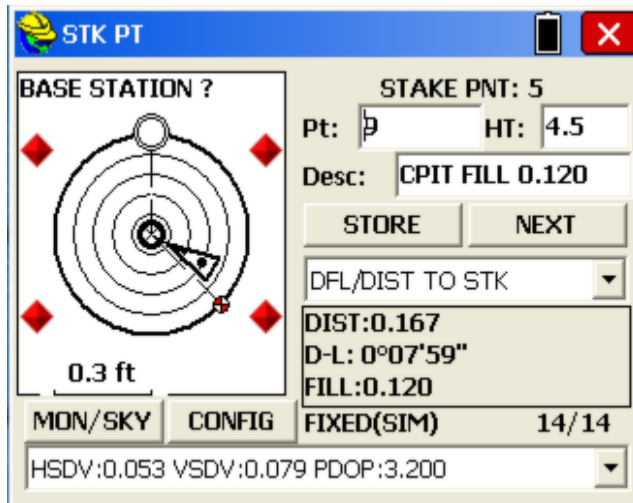 STK PT
BASE STATION ?
STAKE PNT: 5
Pt: 9 HT: 4.5
Desc: CPIT FILL 0.120
STORE NEXT
DFL/DIST TO STK
DIST:0.167
D-L: 0°07'59"
FILL:0.120
0.3 ft
MON/SKY CONFIG FIXED(SIM) 14/14
HSDV:0.053 VSDV:0.079 PDOP:3.200